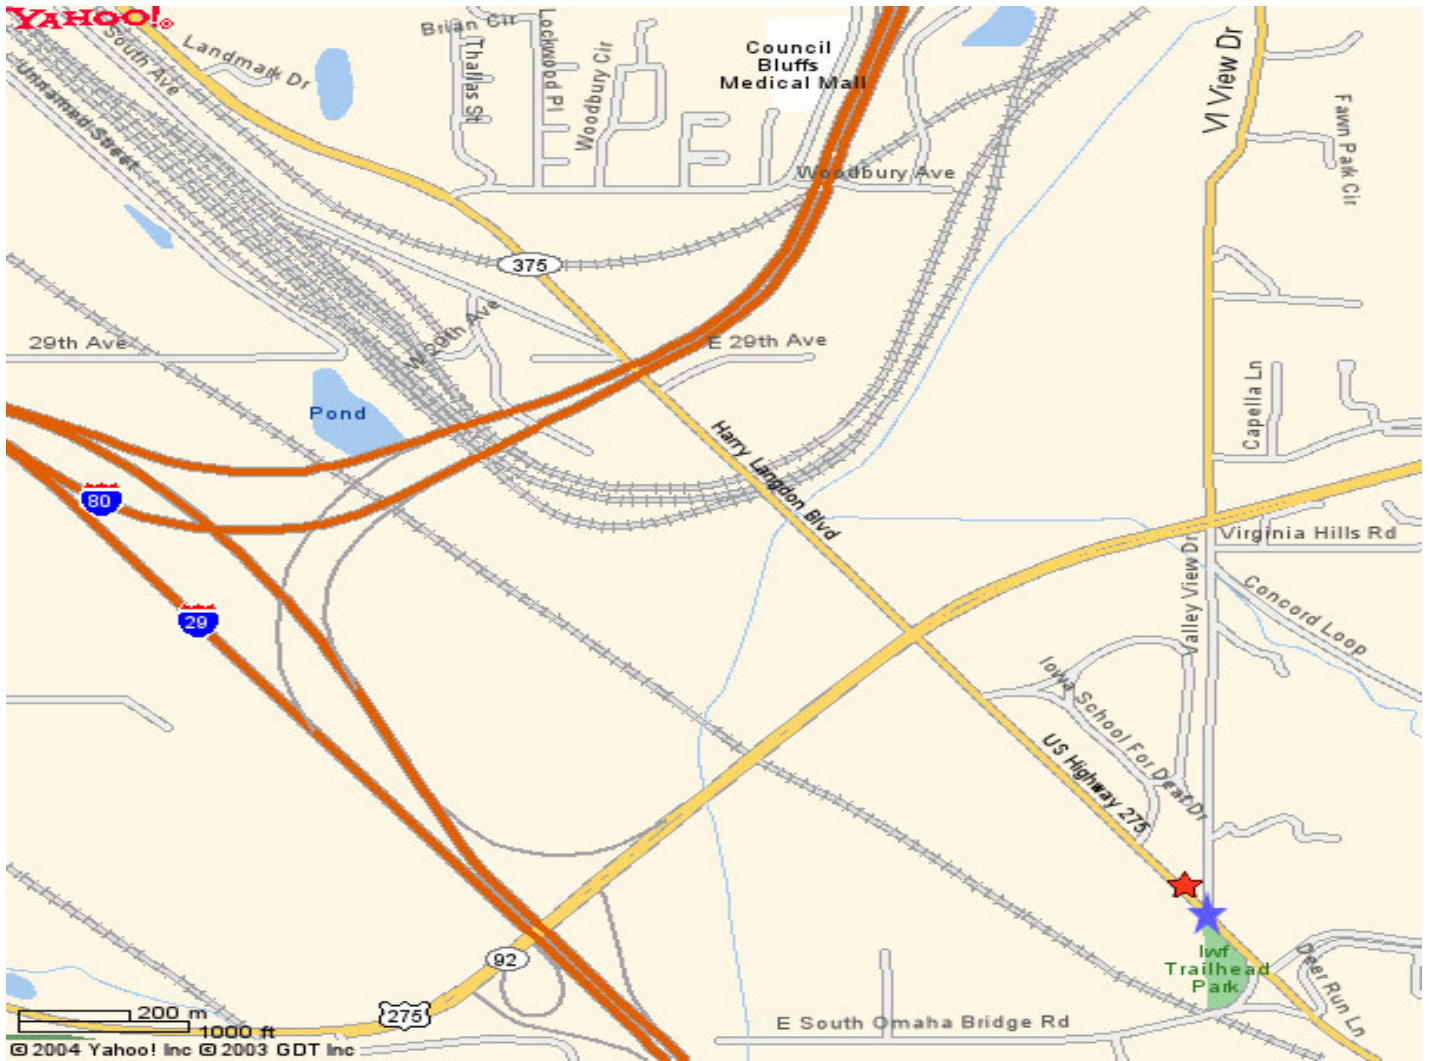 YAHOO!®
South Ave
Landmark Dr
Unnamed Street
Brian Cir
Thallas St
Lockwood Pl
Woodbury Cir
Council
Bluffs
Medical Mall
Woodbury Ave
VI View Dr
Fawn Park Cir
375
29th Ave
W 29th Ave
E 29th Ave
Pond
Capella Ln
Harry Langdon Blvd
80
29
Virginia Hills Rd
Valley View Dr
Concord Loop
Iowa School For Deaf Dr
US Highway 275
92
275
Iwf
Trailhead
Park
Deer Run Ln
E South Omaha Bridge Rd
200 m
1000 ft
© 2004 Yahoo! Inc © 2003 GDT Inc